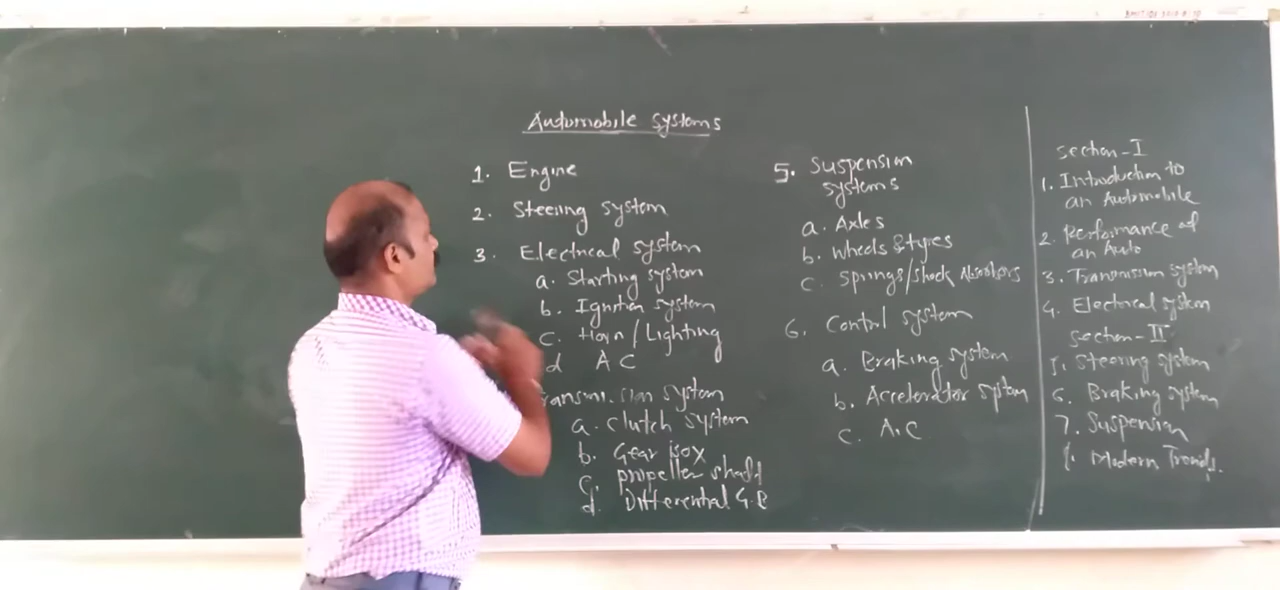 Automobile Systems
1. Engine
2. Steering system
3. Electrical system
a. Starting system
b. Ignition system
c. Horn / Lighting
d A C
system
a. Clutch system
b. Gear Box
c. propeller shaft
d. Differential G.B
5. Suspension
systems
a. Axles
b. Wheels & tyres
c. Springs/shock Absorbers
6. Control system
a. Braking system
b. Accelerator system
c. A.C
Section-I
1. Introduction to
an Automobile
2. Performance of
an Auto
3. Transmission system
4. Electrical system
Section-II
5. Steering system
6. Braking system
7. Suspension
8. Modern Trends.